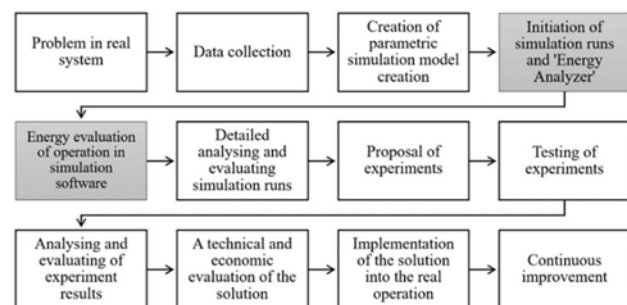 Problem in real
system
Data collection
Creation of
parametric
simulation model
creation
Initiation of
simulation runs
and 'Energy
Analyzer'
Energy evaluation
of operation in
simulation
software
Detailed
analysing and
evaluating
simulation runs
Proposal of
experiments
Testing of
experiments
Analysing and
evaluating of
experiment
results
A technical and
economic
evaluation of the
solution
Implementation
of the solution
into the real
operation
Continuous
improvement